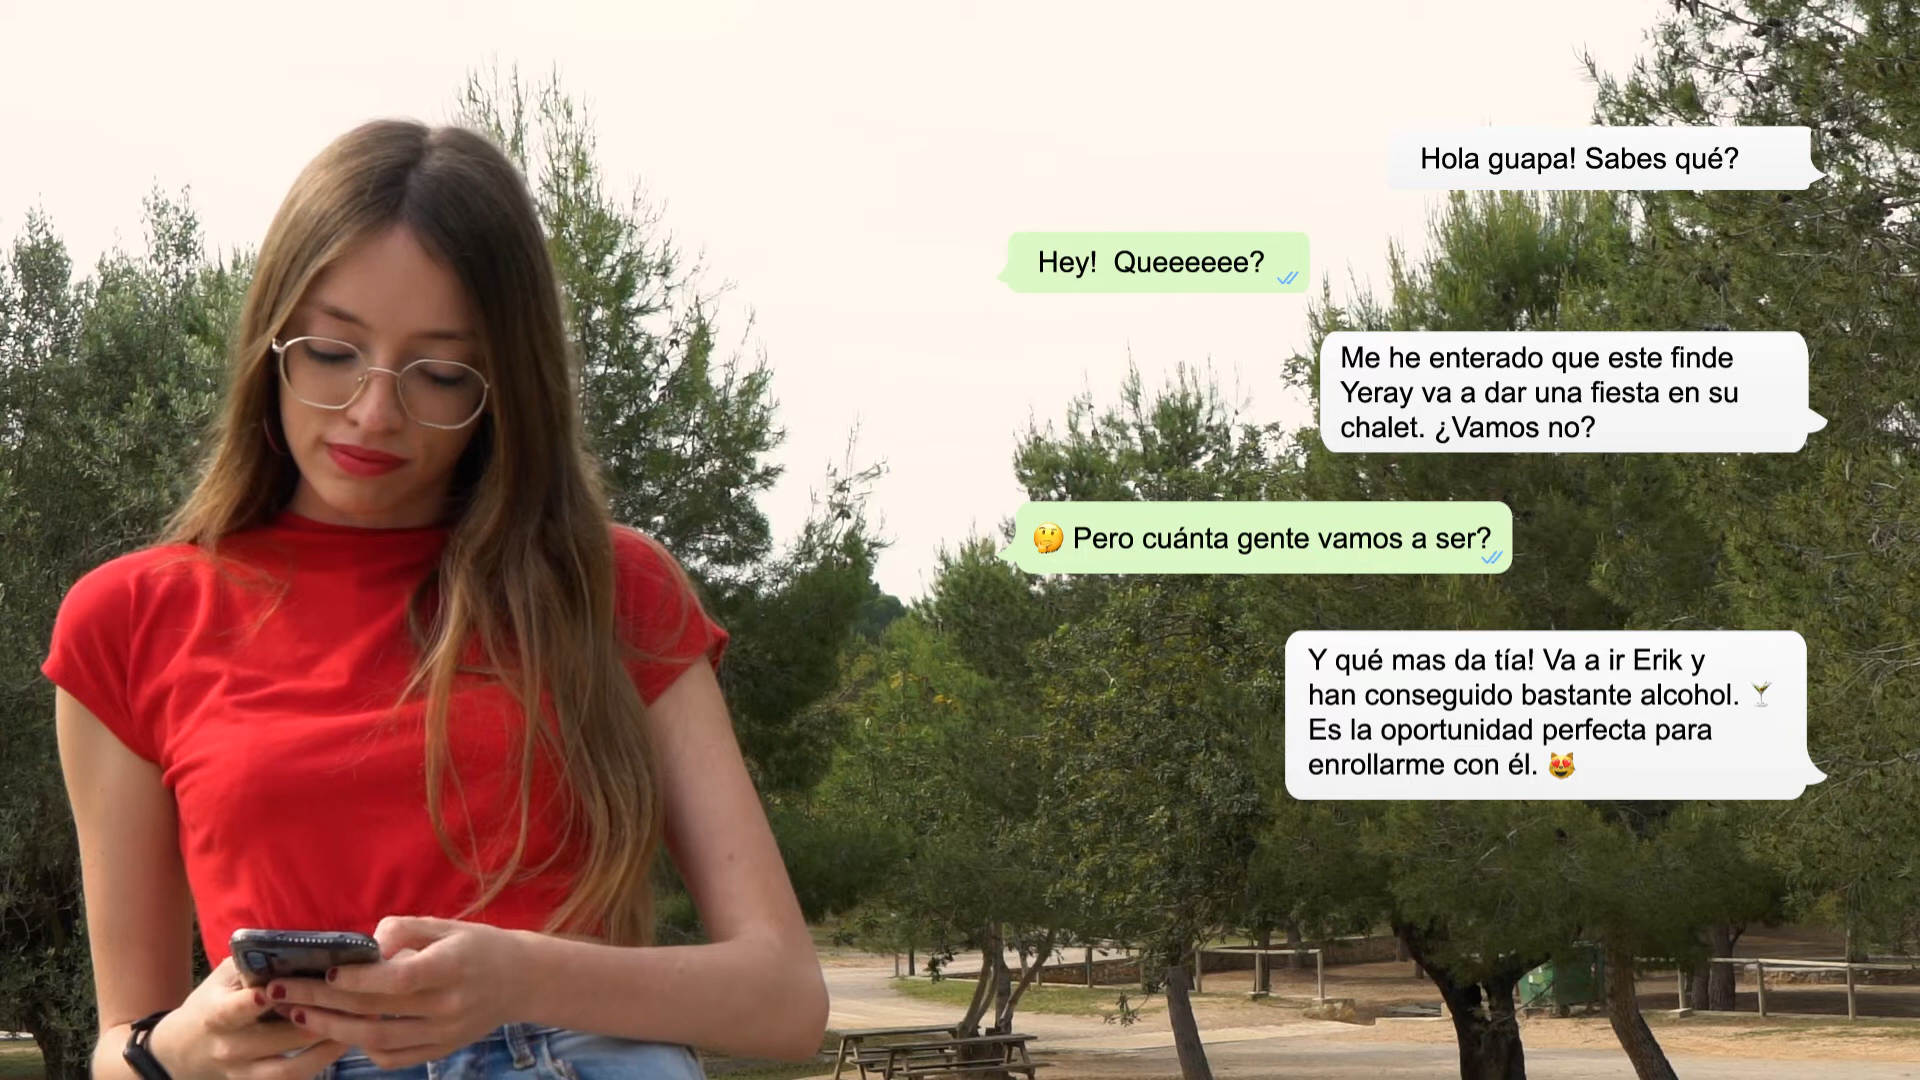 Hola guapa! Sabes qué?
Hey!  Queeeeee?
Me he enterado que este finde
Yeray va a dar una fiesta en su
chalet. ¿Vamos no?
🤔 Pero cuánta gente vamos a ser?
Y qué mas da tía! Va a ir Erik y
han conseguido bastante alcohol. 🍸
Es la oportunidad perfecta para
enrollarme con él. 😻